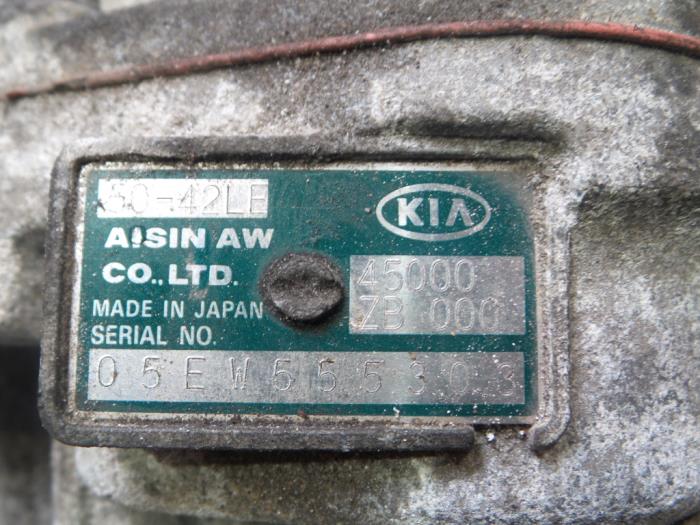 50-42LE
KIA
AISIN AW
CO.,LTD.
45000
ZB 000
MADE IN JAPAN
SERIAL NO.
05EW555303